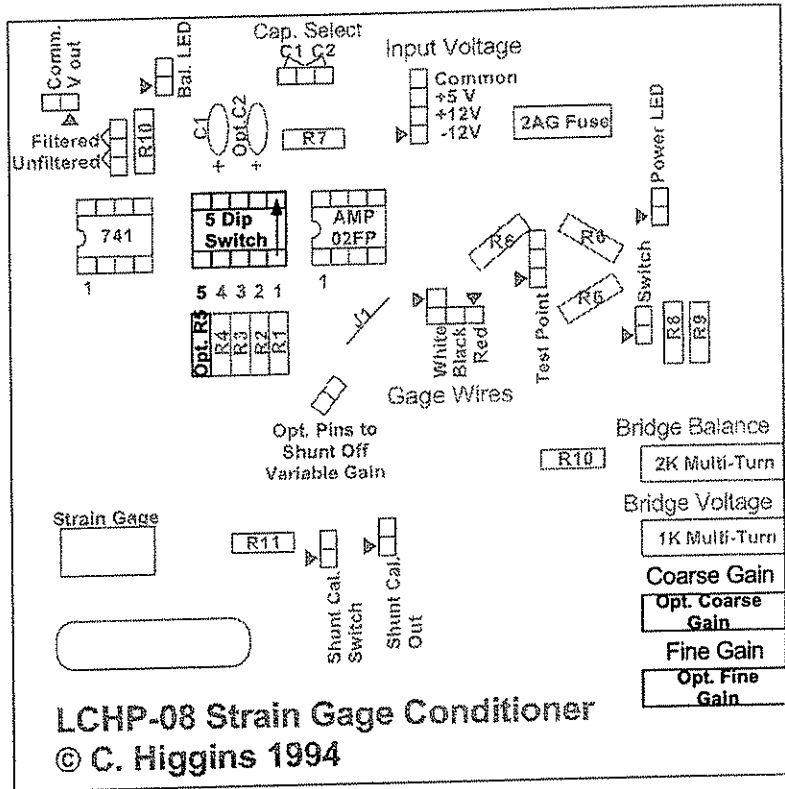 Cap. Select
C1 C2
Comm.
V out
Bal. LED
Input Voltage
Common
+5 V
+12V
-12V
2AG Fuse
Power LED
Filtered
Unfiltered
R10
C1
Opt.C2
+ +
R7
741
1
5 Dip
Switch
AMP
02FP
1
R6
R6
R6
Test Point
Switch
R8
R9
5 4 3 2 1
Opt. R5
R4
R3
R2
R1
J1
White
Black
Red
Gage Wires
Opt. Pins to
Shunt Off
Variable Gain
R10
Bridge Balance
2K Multi-Turn
Bridge Voltage
1K Multi-Turn
Coarse Gain
Opt. Coarse
Gain
Fine Gain
Opt. Fine
Gain
Strain Gage
R11
Shunt Cal.
Switch
Shunt Cal.
Out
LCHP-08 Strain Gage Conditioner
© C. Higgins 1994